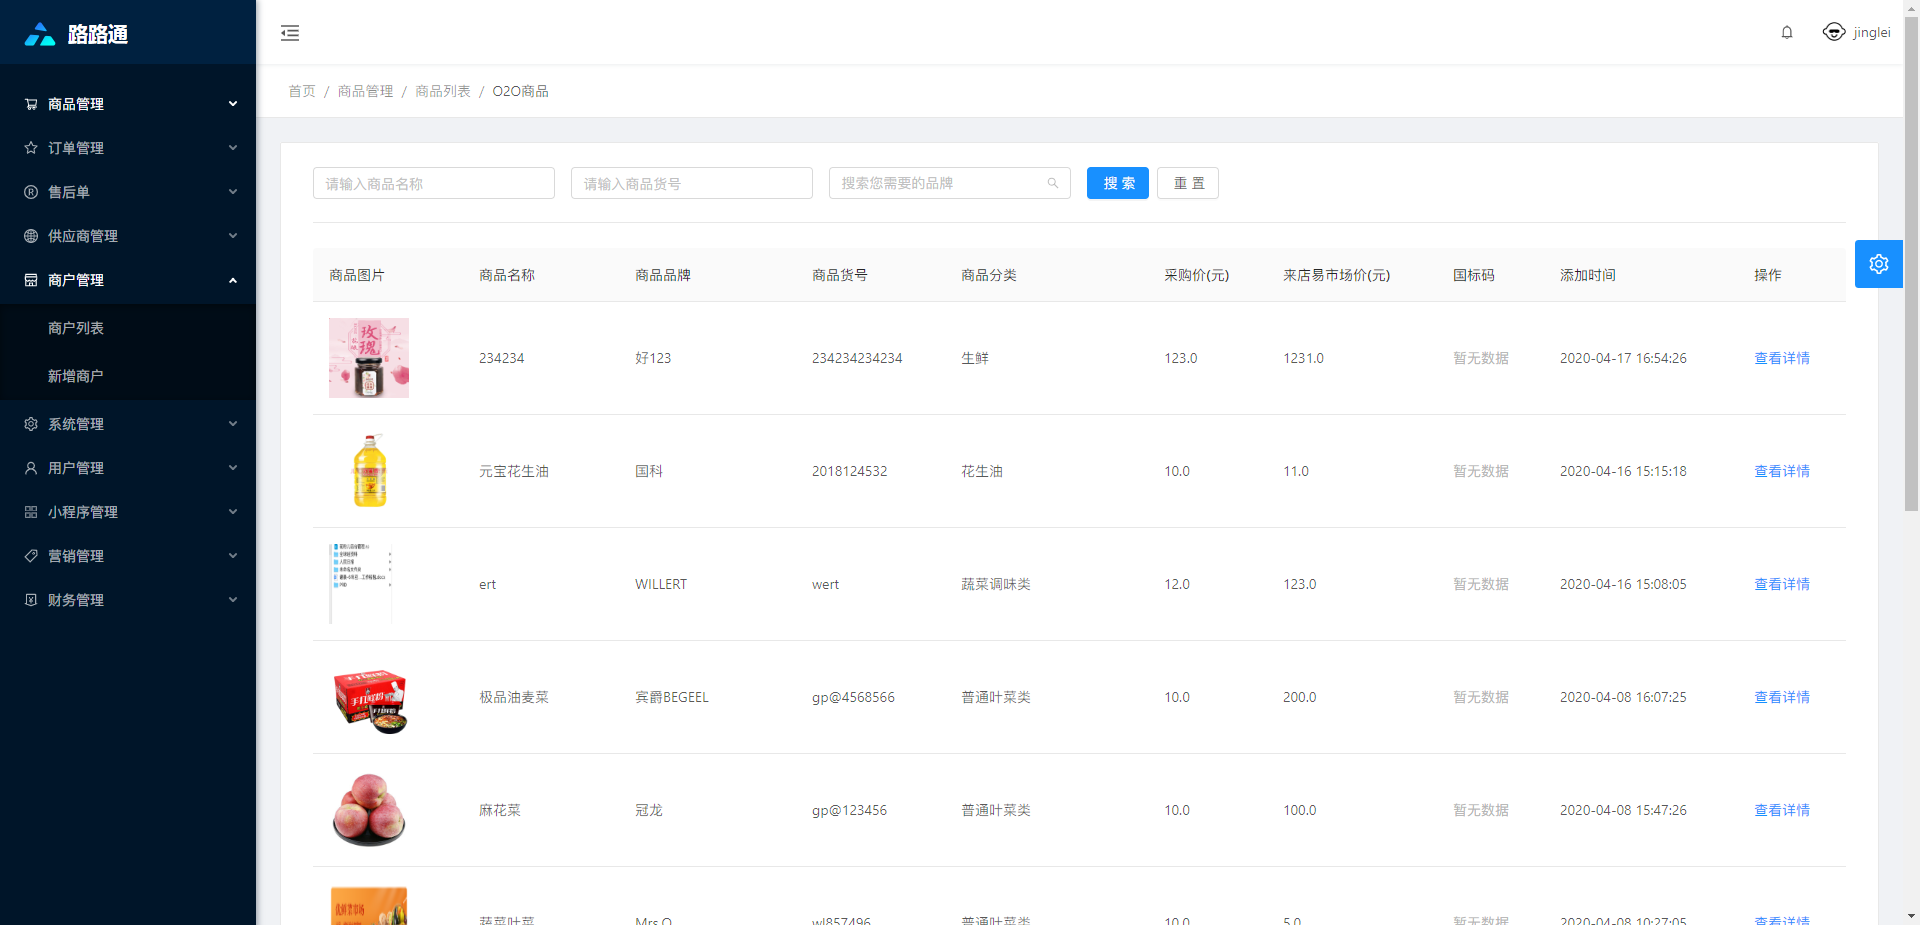 路路通
jinglei
首页 / 商品管理 / 商品列表 / O2O商品
商品管理
订单管理
售后单
供应商管理
商户管理
商户列表
新增商户
系统管理
用户管理
小程序管理
营销管理
财务管理
请输入商品名称 请输入商品货号 搜索您需要的品牌 搜 索 重 置
商品图片 商品名称 商品品牌 商品货号 商品分类 采购价(元) 来店易市场价(元) 国标码 添加时间 操作
玫瑰
234234 好123 234234234234 生鲜 123.0 1231.0 暂无数据 2020-04-17 16:54:26 查看详情
元宝花生油 国科 2018124532 花生油 10.0 11.0 暂无数据 2020-04-16 15:15:18 查看详情
ert WILLERT wert 蔬菜调味类 12.0 123.0 暂无数据 2020-04-16 15:08:05 查看详情
极品油麦菜 宾爵BEGEEL gp@4568566 普通叶菜类 10.0 200.0 暂无数据 2020-04-08 16:07:25 查看详情
麻花菜 冠龙 gp@123456 普通叶菜类 10.0 100.0 暂无数据 2020-04-08 15:47:26 查看详情
蔬菜叶菜 Mrs.O wl857496 普通叶菜类 10.0 5.0 暂无数据 2020-04-08 10:27:05 查看详情